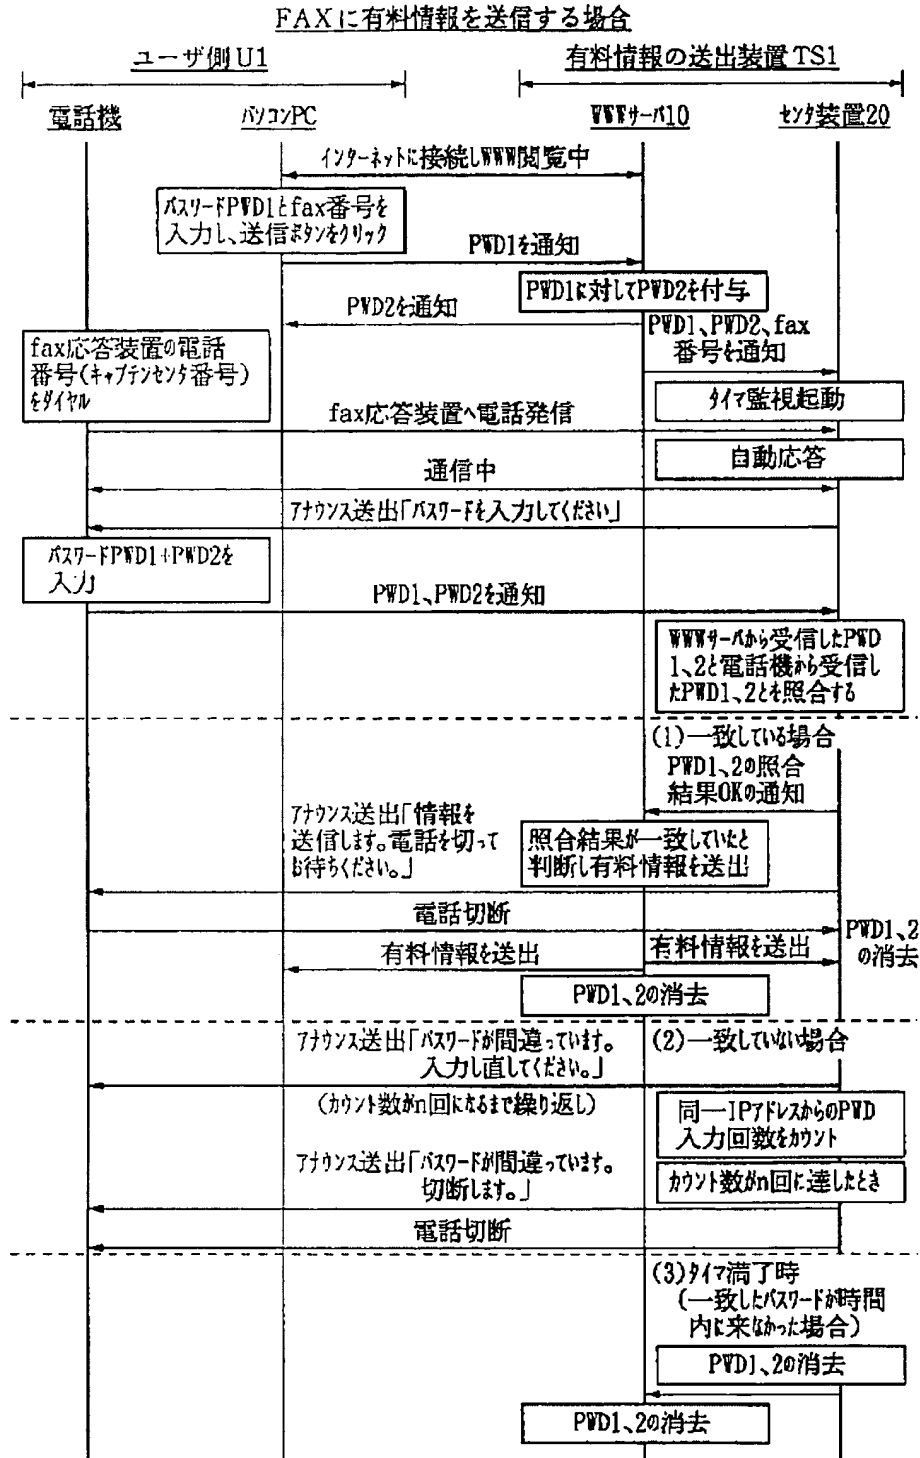 FAXに有料情報を送信する場合
ユーザ側U1
有料情報の送出装置TS1
電話機
パソコンPC
WWWサーバ10
センタ装置20
インターネットに接続しWWW閲覧中
パスワードPWD1とfax番号を
入力し、送信ボタンをクリック
PWD1を通知
PWD1に対してPWD2を付与
PWD2を通知
PWD1、PWD2、fax
番号を通知
fax応答装置の電話
番号(キャプテンセンタ番号)
をダイヤル
タイマ監視起動
fax応答装置へ電話発信
自動応答
通信中
アナウンス送出「パスワードを入力してください」
パスワードPWD1+PWD2を
入力
PWD1、PWD2を通知
WWWサーバから受信したPWD
1、2と電話機から受信し
たPWD1、2とを照合する
(1)一致している場合
PWD1、2の照合
結果OKの通知
アナウンス送出「情報を
送信します。電話を切って
お待ちください。」
照合結果が一致していたと
判断し有料情報を送出
電話切断
PWD1、2
の消去
有料情報を送出
有料情報を送出
PWD1、2の消去
アナウンス送出「パスワードが間違っています。
入力し直してください。」
(2)一致していない場合
(カウント数がn回になるまで繰り返し)
同一IPアドレスからのPWD
入力回数をカウント
アナウンス送出「パスワードが間違っています。
切断します。」
カウント数がn回に達したとき
電話切断
(3)タイマ満了時
(一致したパスワードが時間
内に来なかった場合)
PWD1、2の消去
PWD1、2の消去